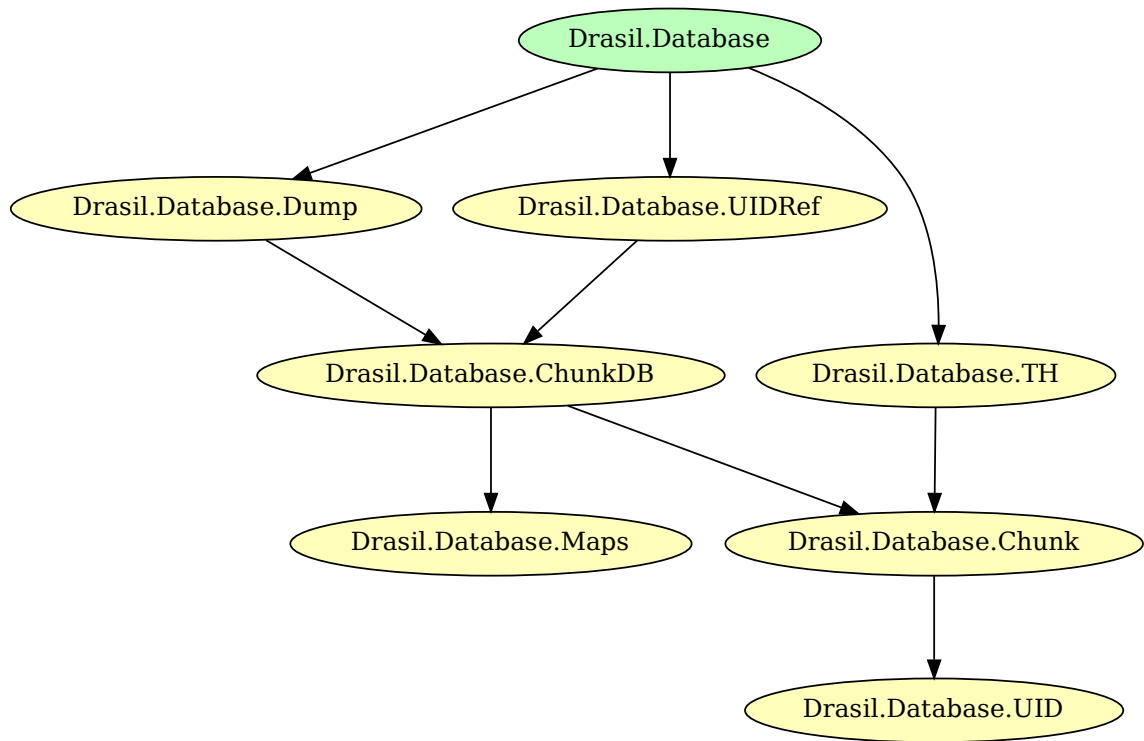 Drasil.Database
Drasil.Database.Dump
Drasil.Database.UIDRef
Drasil.Database.ChunkDB
Drasil.Database.TH
Drasil.Database.Maps
Drasil.Database.Chunk
Drasil.Database.UID